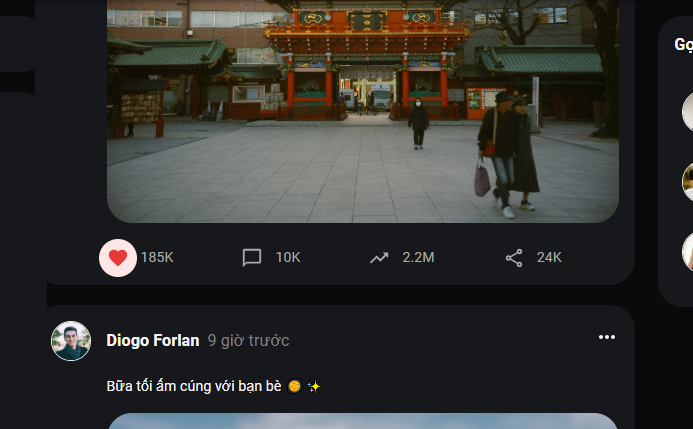 Gợ
185K 10K 2.2M 24K
Diogo Forlan 9 giờ trước
Bữa tối ấm cúng với bạn bè